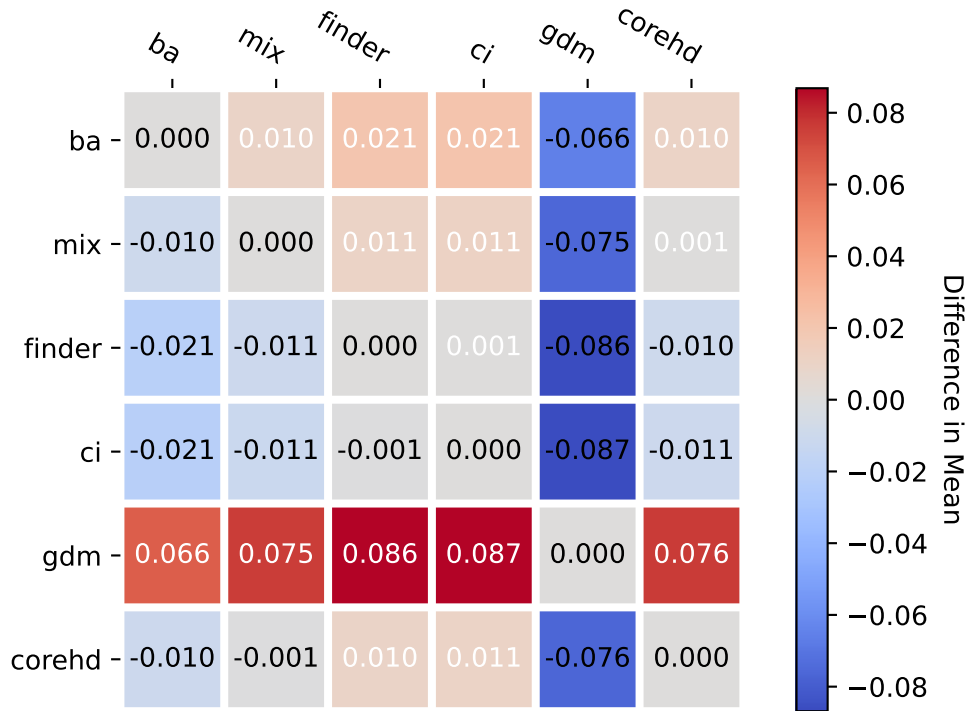 ba mix finder ci gdm corehd
ba 0.000 0.010 0.021 0.021 -0.066 0.010
mix -0.010 0.000 0.011 0.011 -0.075 0.001
finder -0.021 -0.011 0.000 0.001 -0.086 -0.010
ci -0.021 -0.011 -0.001 0.000 -0.087 -0.011
gdm 0.066 0.075 0.086 0.087 0.000 0.076
corehd -0.010 -0.001 0.010 0.011 -0.076 0.000
0.08
0.06
0.04
0.02
0.00
−0.02
−0.04
−0.06
−0.08
Difference in Mean